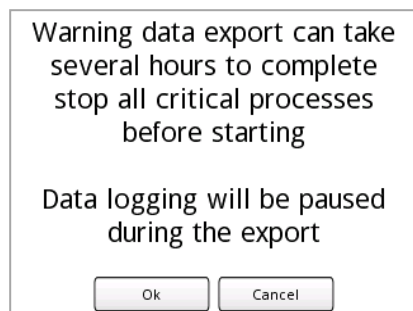 Warning data export can take
several hours to complete
stop all critical processes
before starting
Data logging will be paused
during the export
Ok
Cancel